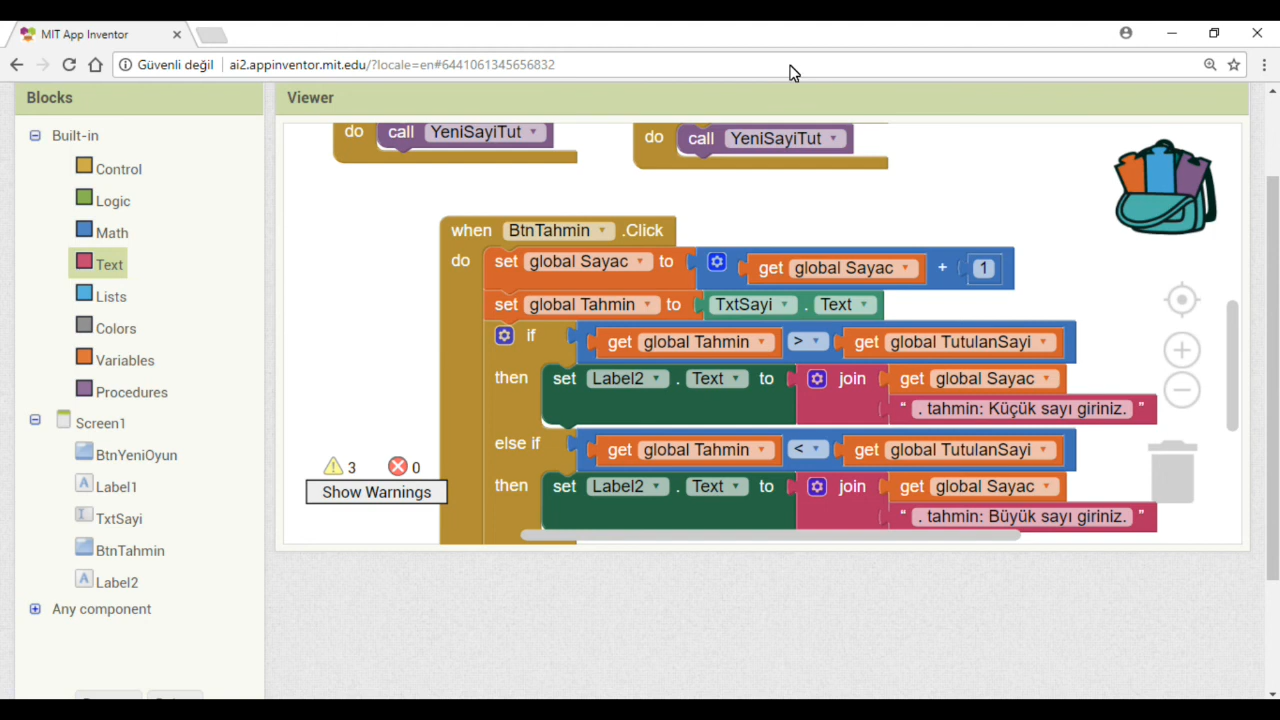 MIT App Inventor
Güvenli değil ai2.appinventor.mit.edu/?locale=en#6441061345656832
Blocks
Built-in
Control
Logic
Math
Text
Lists
Colors
Variables
Procedures
Screen1
BtnYeniOyun
Label1
TxtSayi
BtnTahmin
Label2
Any component
Viewer
do call YeniSayiTut
do call YeniSayiTut
when BtnTahmin .Click
do set global Sayac to get global Sayac + 1
set global Tahmin to TxtSayi . Text
if get global Tahmin > get global TutulanSayi
then set Label2 . Text to join get global Sayac
" . tahmin: Küçük sayı giriniz. "
else if get global Tahmin < get global TutulanSayi
then set Label2 . Text to join get global Sayac
" . tahmin: Büyük sayı giriniz. "
3 0
Show Warnings